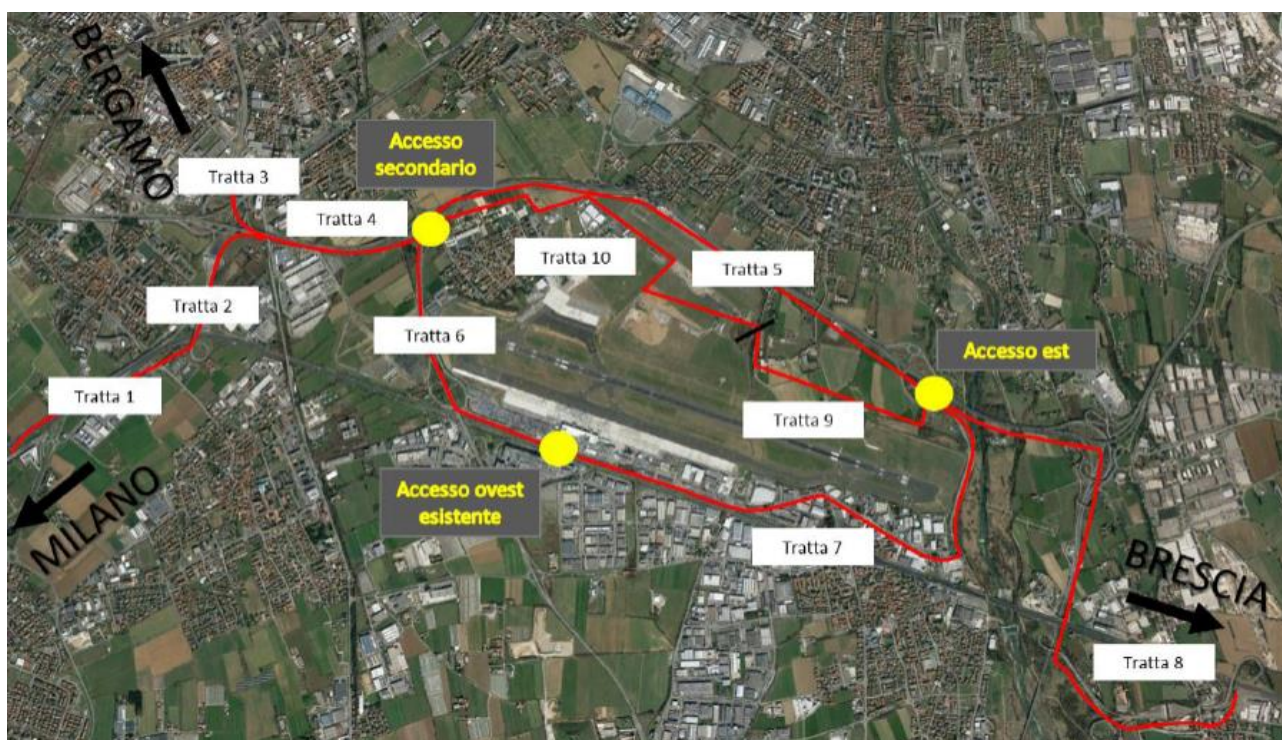 BERGAMO
Accesso
secondario
Tratta 3
Tratta 4
Tratta 10
Tratta 5
Tratta 2
Tratta 6
Accesso est
Tratta 1
Tratta 9
Accesso ovest
esistente
MILANO
Tratta 7
BRESCIA
Tratta 8